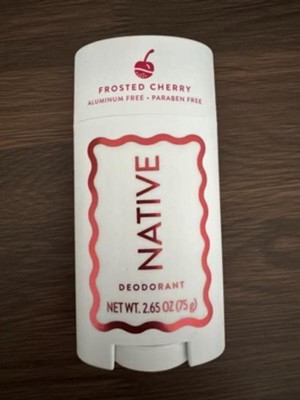 FROSTED CHERRY
ALUMINUM FREE • PARABEN FREE
NATIVE
DEODORANT
NET WT. 2.65 OZ (75 g)